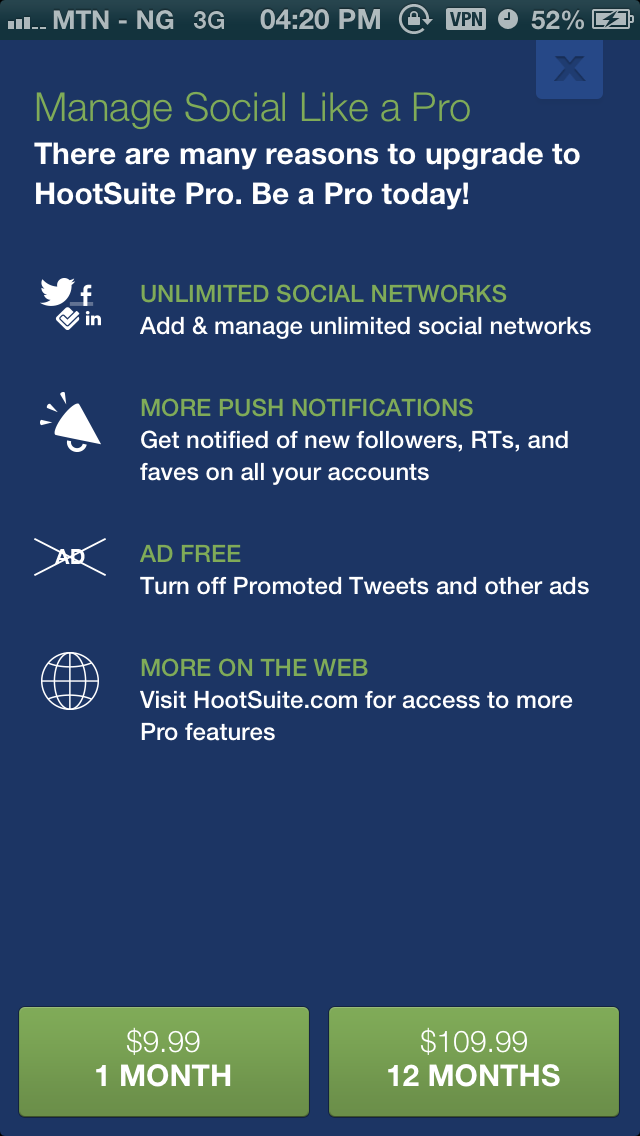 MTN - NG 3G 04:20 PM VPN 52%
X
Manage Social Like a Pro
There are many reasons to upgrade to
HootSuite Pro. Be a Pro today!
f
in
UNLIMITED SOCIAL NETWORKS
Add & manage unlimited social networks
MORE PUSH NOTIFICATIONS
Get notified of new followers, RTs, and
faves on all your accounts
AD
AD FREE
Turn off Promoted Tweets and other ads
MORE ON THE WEB
Visit HootSuite.com for access to more
Pro features
$9.99
1 MONTH
$109.99
12 MONTHS